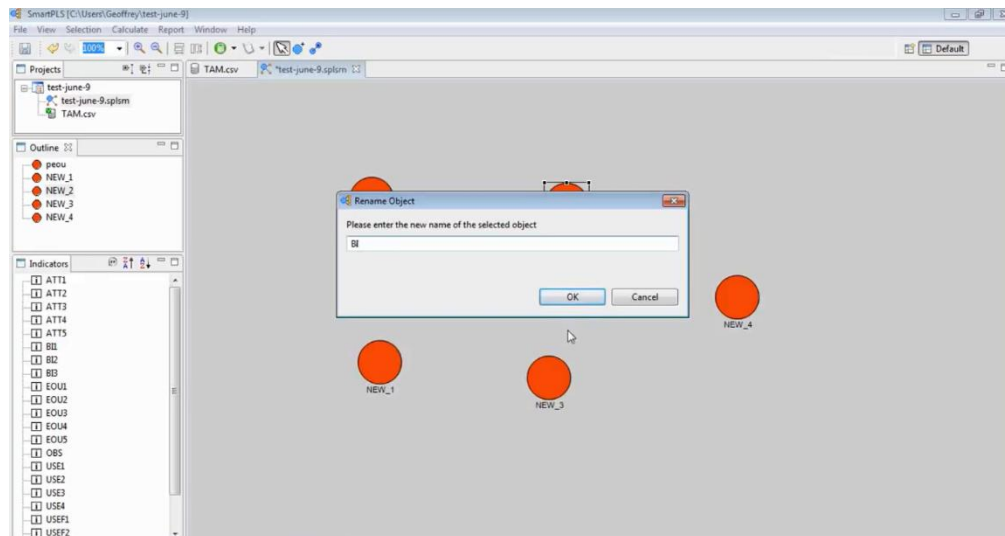 SmartPLS [C:\Users\Geoffrey\test-june-9]
File View Selection Calculate Report Window Help
100%
Default
Projects
test-june-9
test-june-9.splsm
TAM.csv
TAM.csv
*test-june-9.splsm
Outline
peou
NEW_1
NEW_2
NEW_3
NEW_4
Rename Object
Please enter the new name of the selected object
BI
OK Cancel
NEW_4
NEW_1
NEW_3
Indicators
ATT1
ATT2
ATT3
ATT4
ATT5
BI1
BI2
BI3
EOU1
EOU2
EOU3
EOU4
EOU5
OBS
USE1
USE2
USE3
USE4
USEF1
USEF2